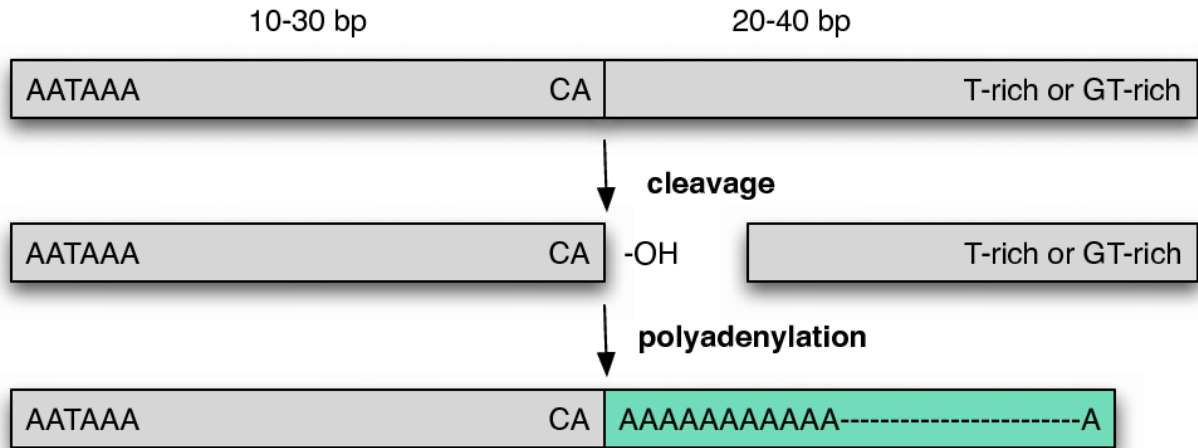 10-30 bp 20-40 bp
AATAAA CA T-rich or GT-rich
cleavage
AATAAA CA -OH T-rich or GT-rich
polyadenylation
AATAAA CA AAAAAAAAAAA------------------------A